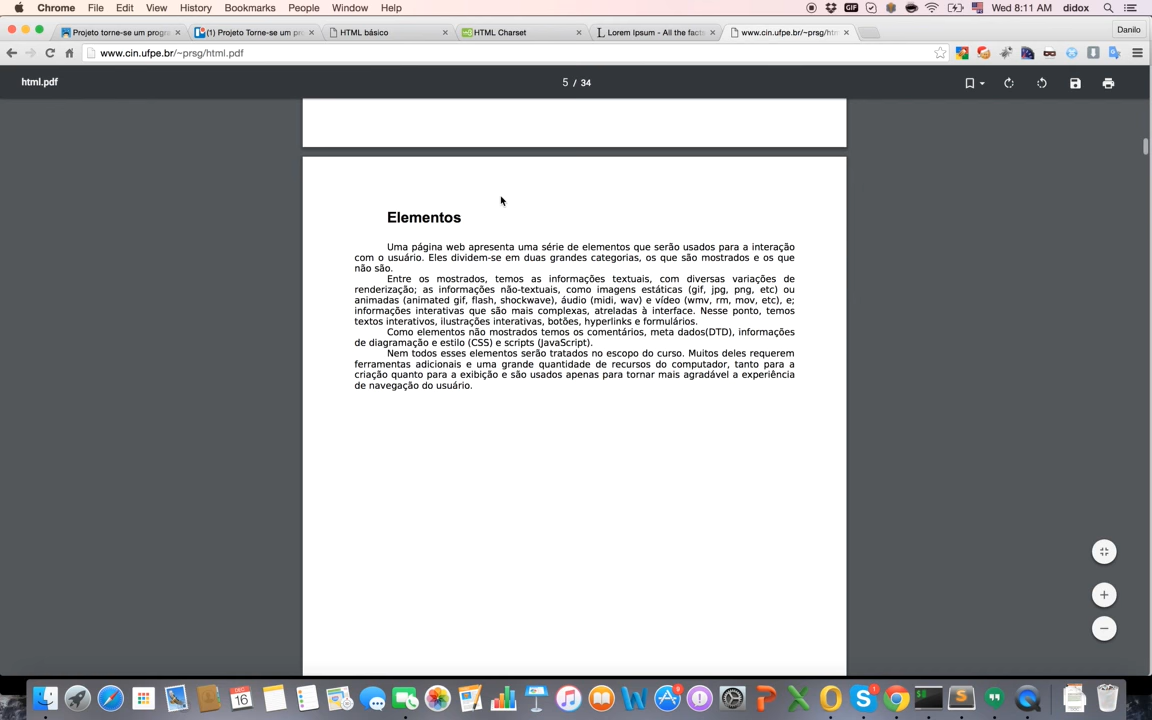 Chrome File Edit View History Bookmarks People Window Help GIF Wed 8:11 AM didox
Projeto torne-se um progra (1) Projeto Torne-se um pro HTML básico HTML Charset Lorem Ipsum - All the facts www.cin.ufpe.br/~prsg/htm Danilo
www.cin.ufpe.br/~prsg/html.pdf
html.pdf 5 / 34
Elementos
Uma página web apresenta uma série de elementos que serão usados para a interação
com o usuário. Eles dividem-se em duas grandes categorias, os que são mostrados e os que
não são.
Entre os mostrados, temos as informações textuais, com diversas variações de
renderização; as informações não-textuais, como imagens estáticas (gif, jpg, png, etc) ou
animadas (animated gif, flash, shockwave), áudio (midi, wav) e vídeo (wmv, rm, mov, etc), e;
informações interativas que são mais complexas, atreladas à interface. Nesse ponto, temos
textos interativos, ilustrações interativas, botões, hyperlinks e formulários.
Como elementos não mostrados temos os comentários, meta dados(DTD), informações
de diagramação e estilo (CSS) e scripts (JavaScript).
Nem todos esses elementos serão tratados no escopo do curso. Muitos deles requerem
ferramentas adicionais e uma grande quantidade de recursos do computador, tanto para a
criação quanto para a exibição e são usados apenas para tornar mais agradável a experiência
de navegação do usuário.